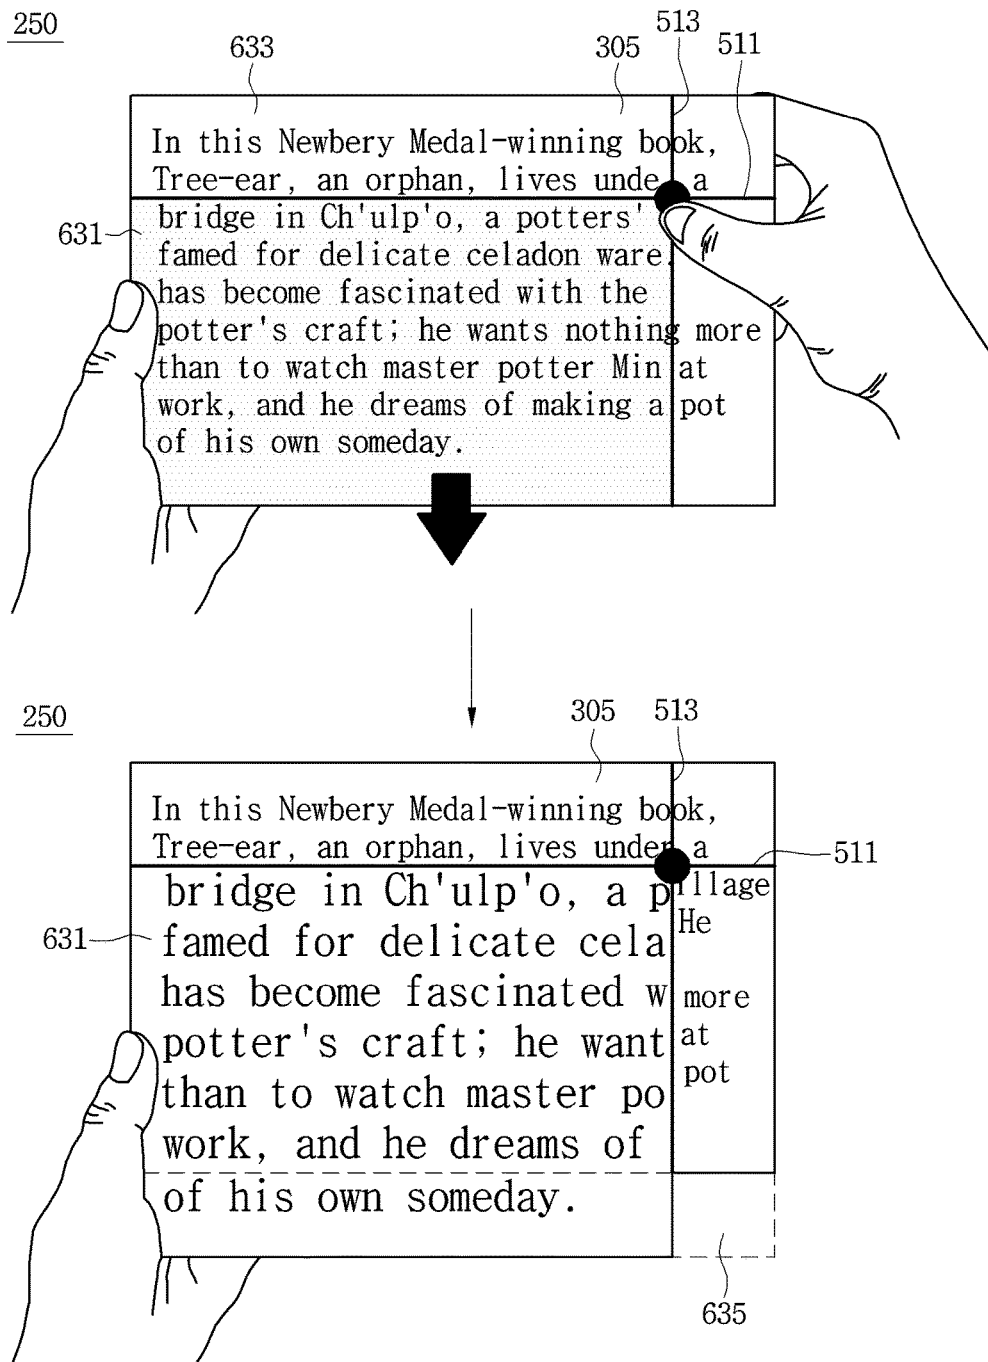 250
633
305
513
511
In this Newbery Medal-winning book,
Tree-ear, an orphan, lives unde a
631
bridge in Ch'ulp'o, a potters'
famed for delicate celadon ware.
has become fascinated with the
potter's craft; he wants nothing more
than to watch master potter Min at
work, and he dreams of making a pot
of his own someday.
250
305
513
In this Newbery Medal-winning book,
Tree-ear, an orphan, lives under a
511
bridge in Ch'ulp'o, a p illage
631
famed for delicate cela He
has become fascinated w
more
potter's craft; he want at
than to watch master po pot
work, and he dreams of
of his own someday.
635